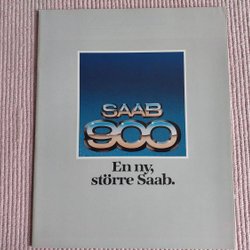 SAAB
900
En ny,
större Saab.